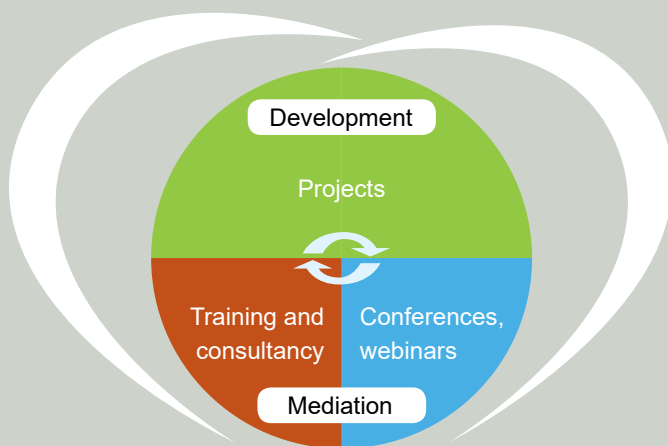 Development
Projects
Training and
consultancy
Conferences,
webinars
Mediation